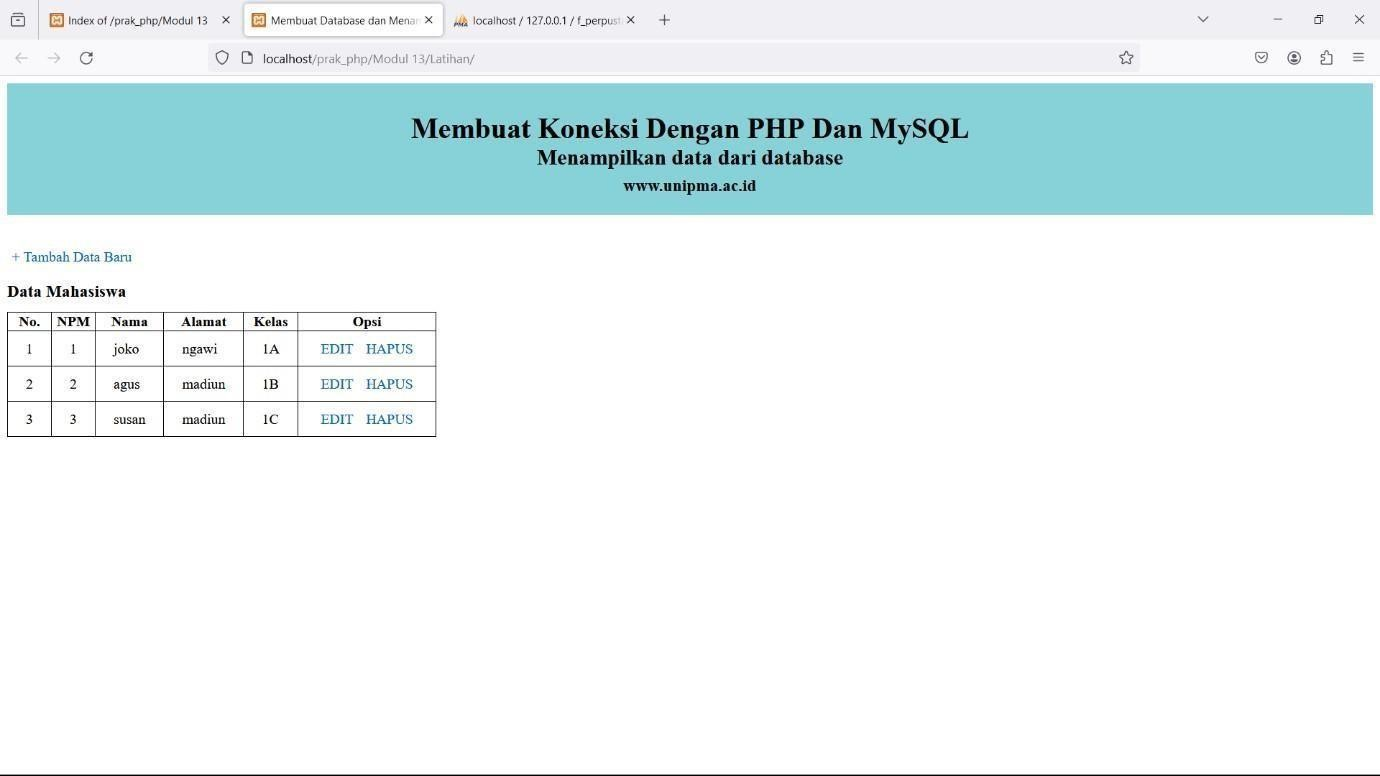 Index of /prak_php/Modul 13
Membuat Database dan Menan
localhost / 127.0.0.1 / f_perpust
localhost/prak_php/Modul 13/Latihan/
Membuat Koneksi Dengan PHP Dan MySQL
Menampilkan data dari database
www.unipma.ac.id
+ Tambah Data Baru
Data Mahasiswa
No. NPM Nama Alamat Kelas Opsi
1 1 joko ngawi 1A EDIT HAPUS
2 2 agus madiun 1B EDIT HAPUS
3 3 susan madiun 1C EDIT HAPUS